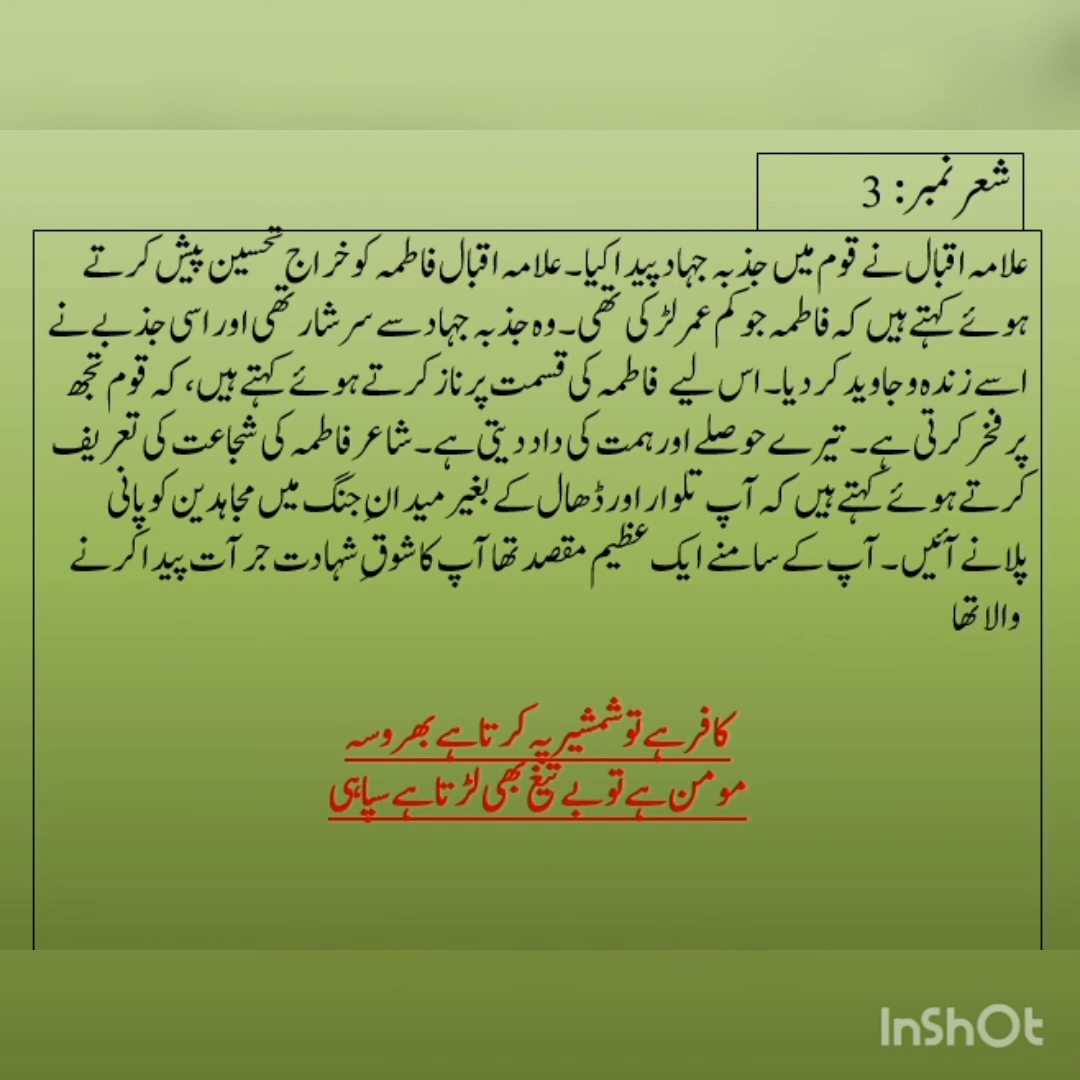 شعر نمبر: 3
علامہ اقبال نے قوم میں جذبہ جہاد پیدا کیا۔ علامہ اقبال فاطمہ کو خراج تحسین پیش کرتے
ہوئے کہتے ہیں کہ فاطمہ جو کم عمر لڑکی تھی۔ وہ جذبہ جہاد سے سرشار تھی اور اسی جذبے نے
اسے زندہ و جاوید کر دیا۔ اس لیے فاطمہ کی قسمت پر ناز کرتے ہوئے کہتے ہیں، کہ قوم تجھ
پر فخر کرتی ہے۔ تیرے حوصلے اور ہمت کی داد دیتی ہے۔ شاعر فاطمہ کی شجاعت کی تعریف
کرتے ہوئے کہتے ہیں کہ آپ تلوار اور ڈھال کے بغیر میدانِ جنگ میں مجاہدین کو پانی
پلانے آئیں۔ آپ کے سامنے ایک عظیم مقصد تھا آپ کا شوقِ شہادت جر آت پیدا کرنے
والا تھا
کافر ہے تو شمشیر پہ کرتا ہے بھروسہ
مومن ہے تو بے تیغ بھی لڑتا ہے سپاہی
InShOt